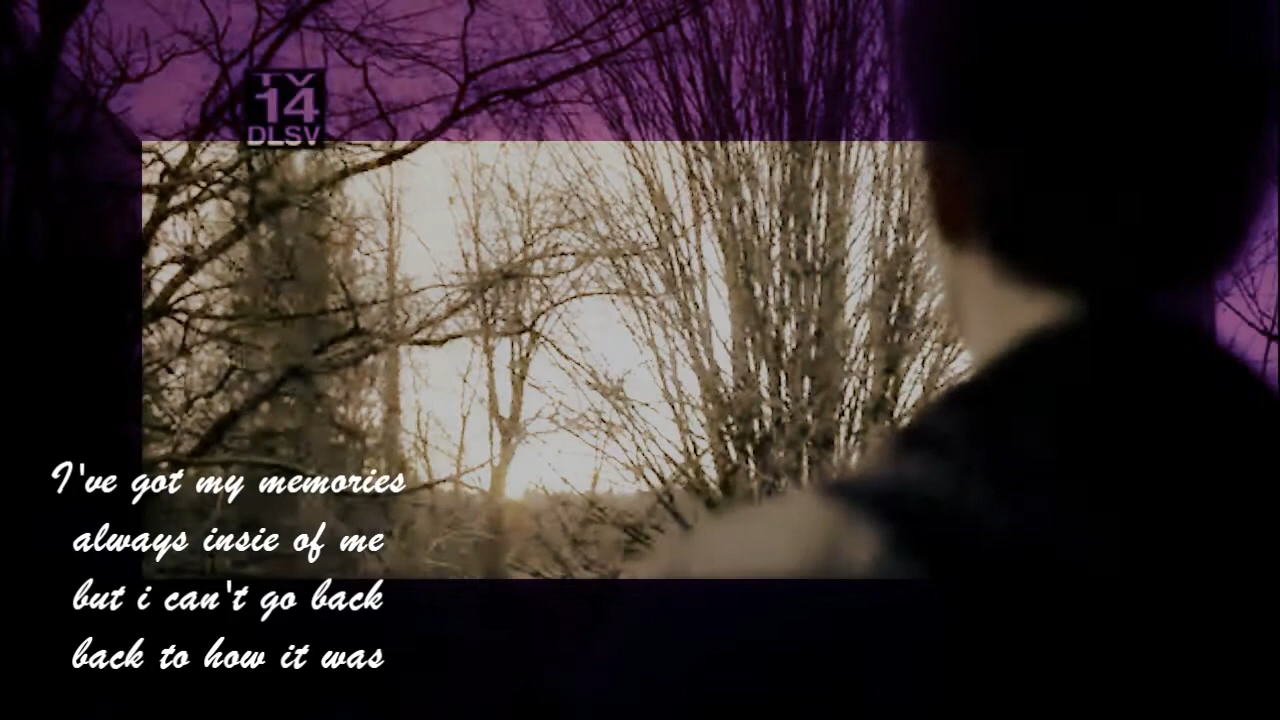 TV
14
DLSV
I've got my memories
always insie of me
but i can't go back
back to how it was